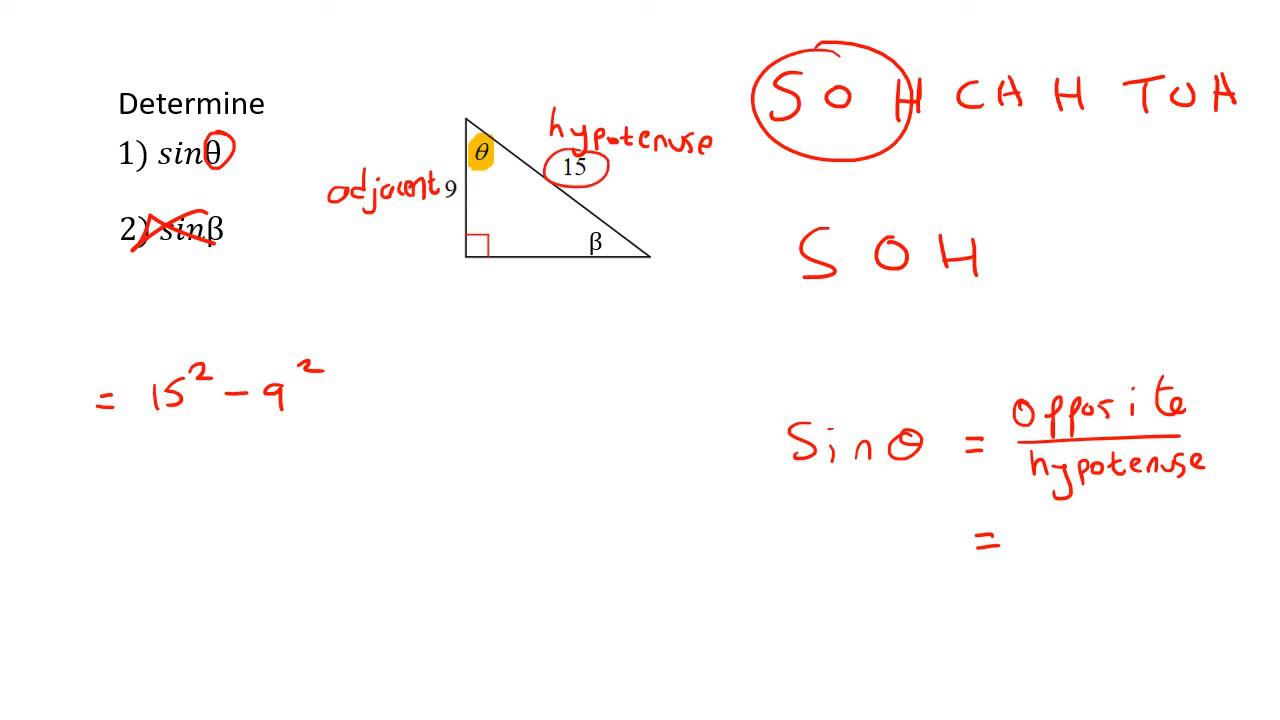 SOH CAH TOA
Determine
1) sinθ
hypotenuse
15
θ
adjacent 9
2) sinβ
β
SOH
= 15² - 9²
Sinθ = opposite
hypotenuse
=